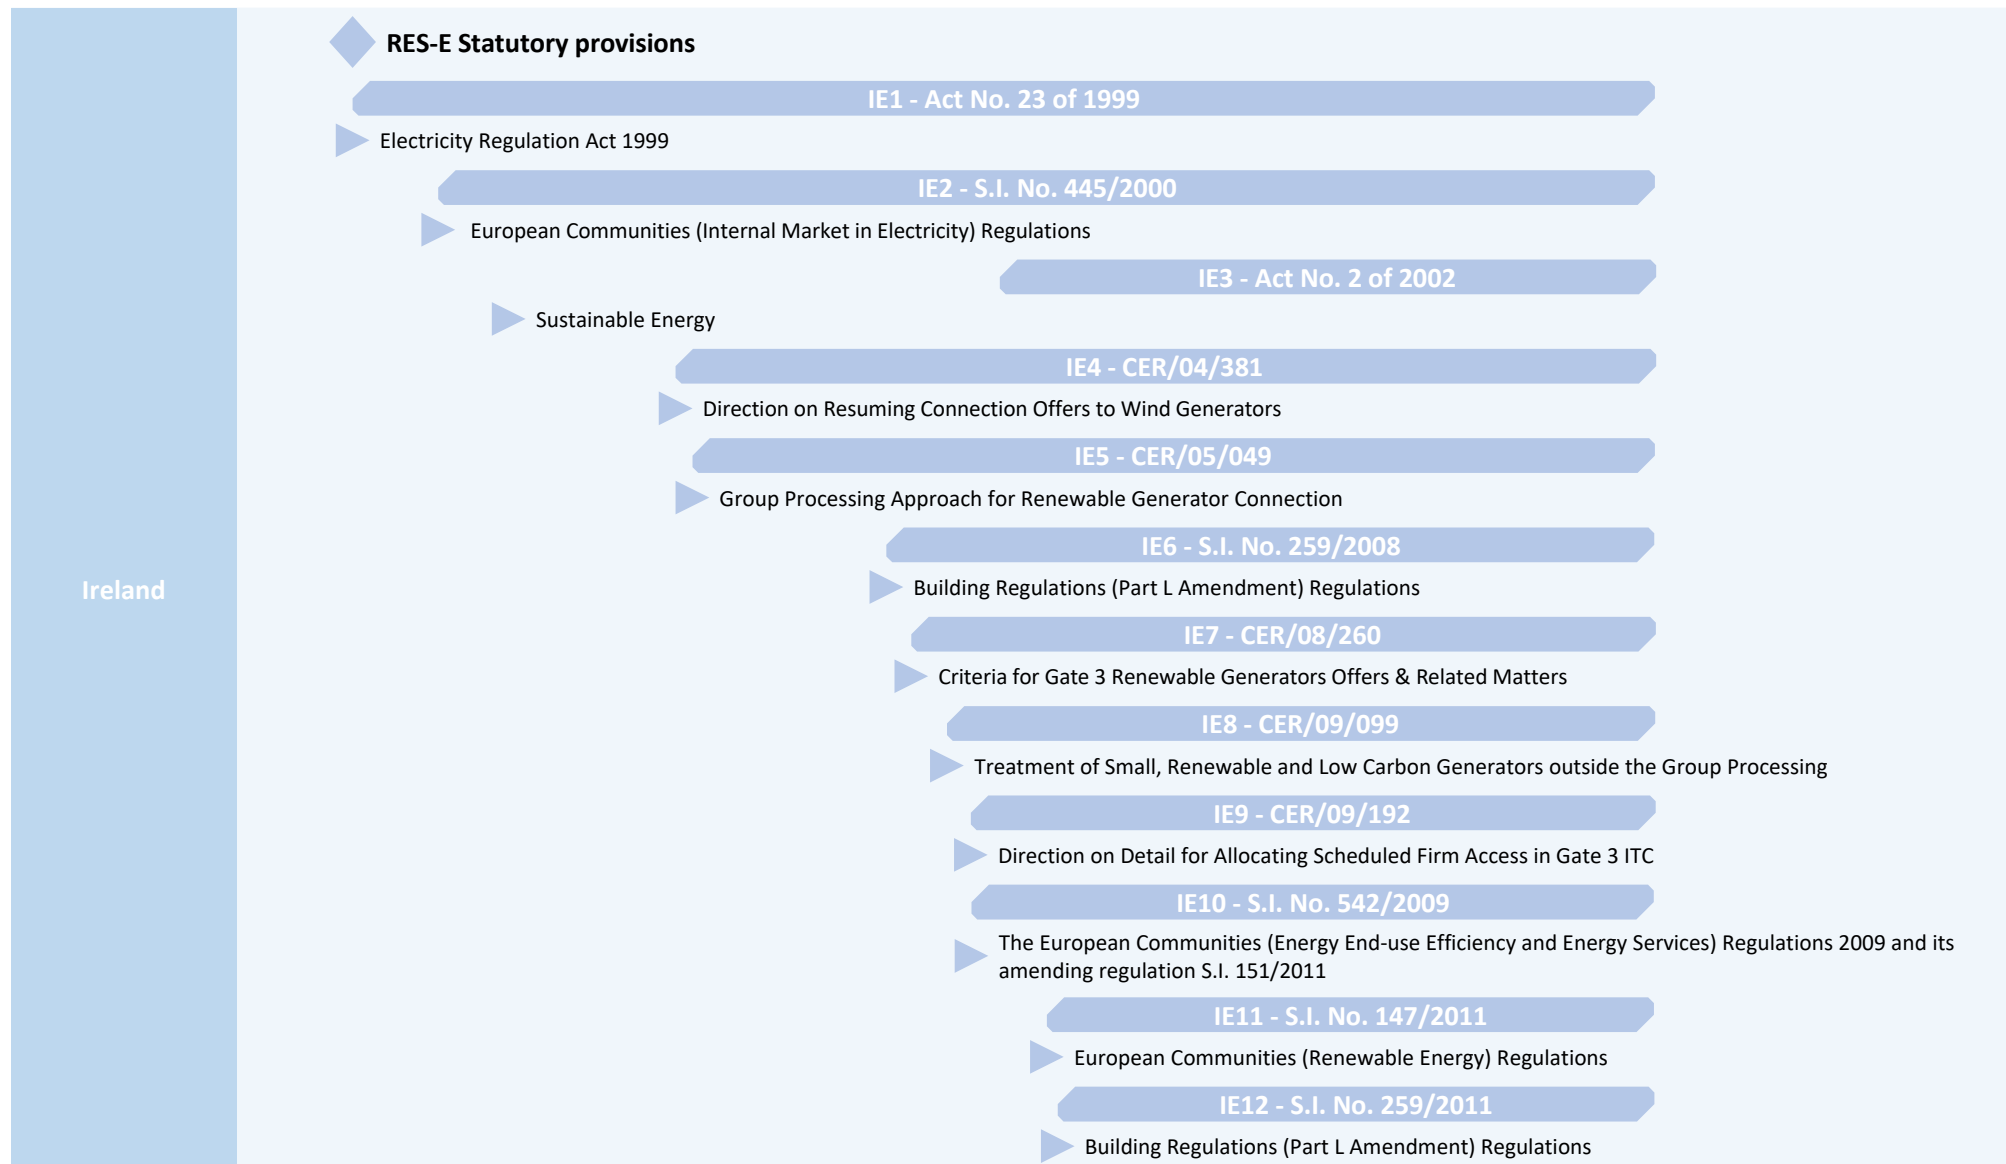 RES-E Statutory provisions
IE1 - Act No. 23 of 1999
Electricity Regulation Act 1999
IE2 - S.I. No. 445/2000
European Communities (Internal Market in Electricity) Regulations
IE3 - Act No. 2 of 2002
Sustainable Energy
IE4 - CER/04/381
Direction on Resuming Connection Offers to Wind Generators
IE5 - CER/05/049
Group Processing Approach for Renewable Generator Connection
IE6 - S.I. No. 259/2008
Ireland
Building Regulations (Part L Amendment) Regulations
IE7 - CER/08/260
Criteria for Gate 3 Renewable Generators Offers & Related Matters
IE8 - CER/09/099
Treatment of Small, Renewable and Low Carbon Generators outside the Group Processing
IE9 - CER/09/192
Direction on Detail for Allocating Scheduled Firm Access in Gate 3 ITC
IE10 - S.I. No. 542/2009
The European Communities (Energy End-use Efficiency and Energy Services) Regulations 2009 and its
amending regulation S.I. 151/2011
IE11 - S.I. No. 147/2011
European Communities (Renewable Energy) Regulations
IE12 - S.I. No. 259/2011
Building Regulations (Part L Amendment) Regulations